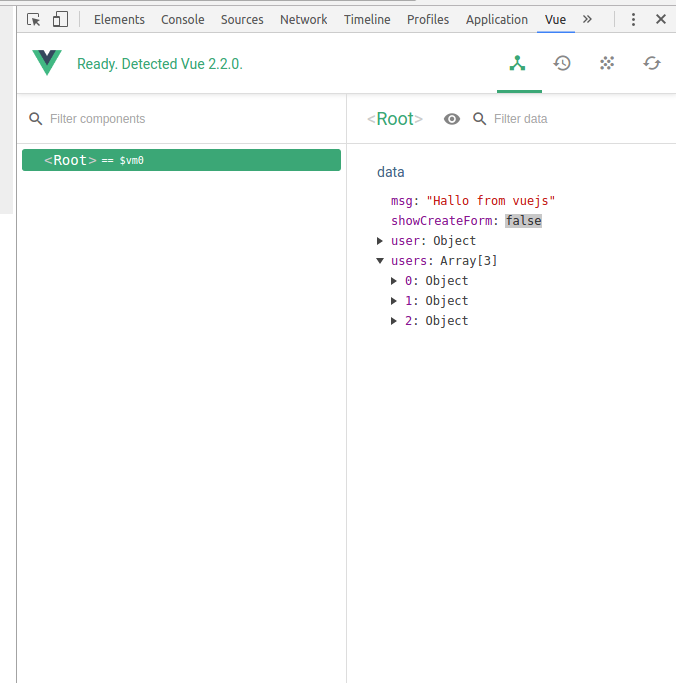 Elements Console Sources Network Timeline Profiles Application Vue »
Ready. Detected Vue 2.2.0.
Filter components
<Root> Filter data
<Root> == $vm0
data
msg: "Hallo from vuejs"
showCreateForm: false
user: Object
users: Array[3]
0: Object
1: Object
2: Object